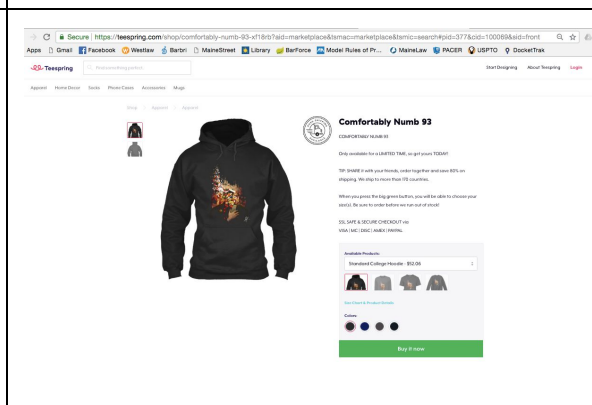 Secure | https://teespring.com/shop/comfortably-numb-93-xf18rb?aid=marketplace&tsmac=marketplace&tsmic=search#pid=377&cid=100069&sid=front
Apps Gmail Facebook Westlaw Barbri MaineStreet Library BarForce Model Rules of Pr... MaineLaw PACER USPTO DocketTrak
Teespring
Start Designing About Teespring Login
Apparel Home Decor Socks Phone Cases Accessories Mugs
Shop Apparel Apparel
Comfortably Numb 93
COMFORTABLY NUMB 93
Only available for a LIMITED TIME, so get yours TODAY!
TIP: SHARE it with your friends, order together and save 80% on
shipping. We ship to more then 170 countries.
When you press the big green button, you will be able to choose your
size(s). Be sure to order before we run out of stock!
SSL SAFE & SECURE CHECKOUT via
VISA | MC | DISC | AMEX | PAYPAL
Available Products:
Standard College Hoodie - $52.06
Size Chart & Product Details
Colors
Buy it now